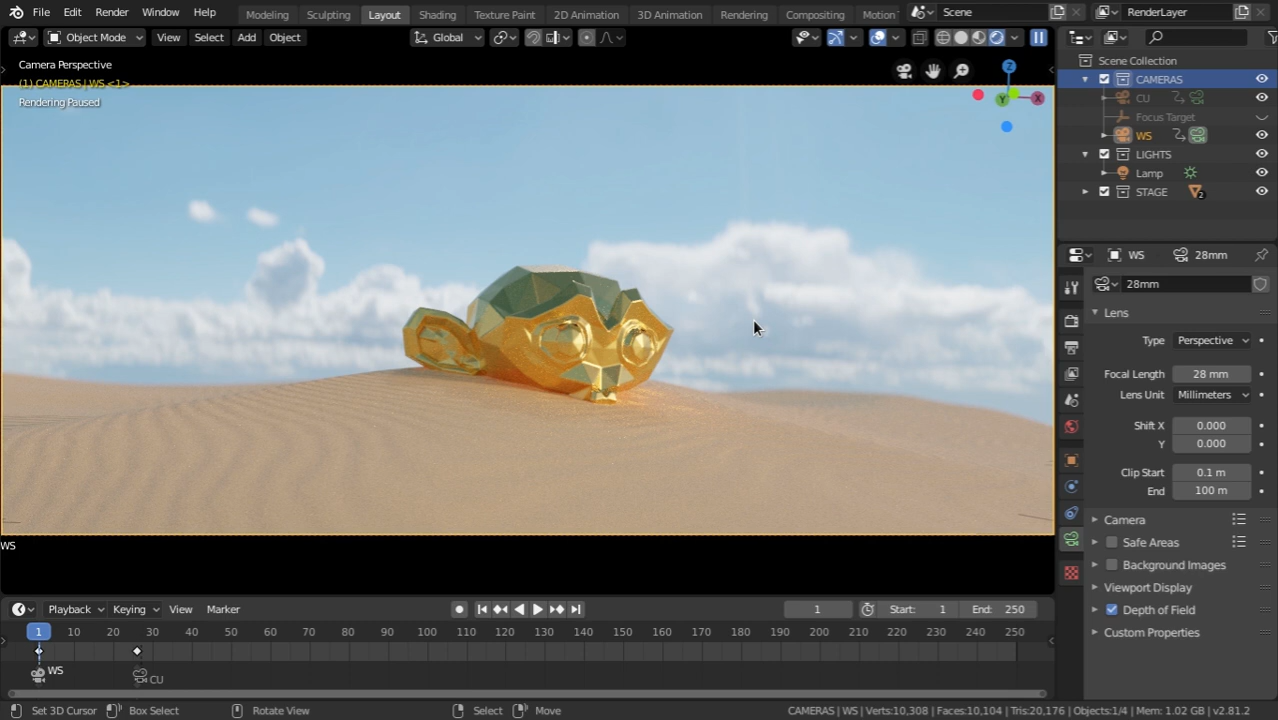 File Edit Render Window Help Modeling Sculpting Layout Shading Texture Paint UV Editing 2D Animation 3D Animation Rendering Compositing Motion Scene RenderLayer
Object Mode View Select Add Object Global
Camera Perspective
(1) CAMERAS | WS <1>
Rendering Paused
Z
Y
X
Scene Collection
CAMERAS
CU
Focus Target
WS
LIGHTS
Lamp
STAGE 2
WS 28mm
28mm
Lens
Type Perspective
Focal Length 28 mm
Lens Unit Millimeters
Shift X 0.000
Y 0.000
Clip Start 0.1 m
End 100 m
Camera
Safe Areas
Background Images
Viewport Display
Depth of Field
Custom Properties
WS
Playback Keying View Marker 1 Start: 1 End: 250
1 10 20 30 40 50 60 70 80 90 100 110 120 130 140 150 160 170 180 190 200 210 220 230 240 250
WS
CU
Set 3D Cursor Box Select Rotate View Select Move CAMERAS | WS | Verts:10,308 | Faces:10,104 | Tris:20,176 | Objects:1/4 | Mem: 1.02 GB | v2.81.2